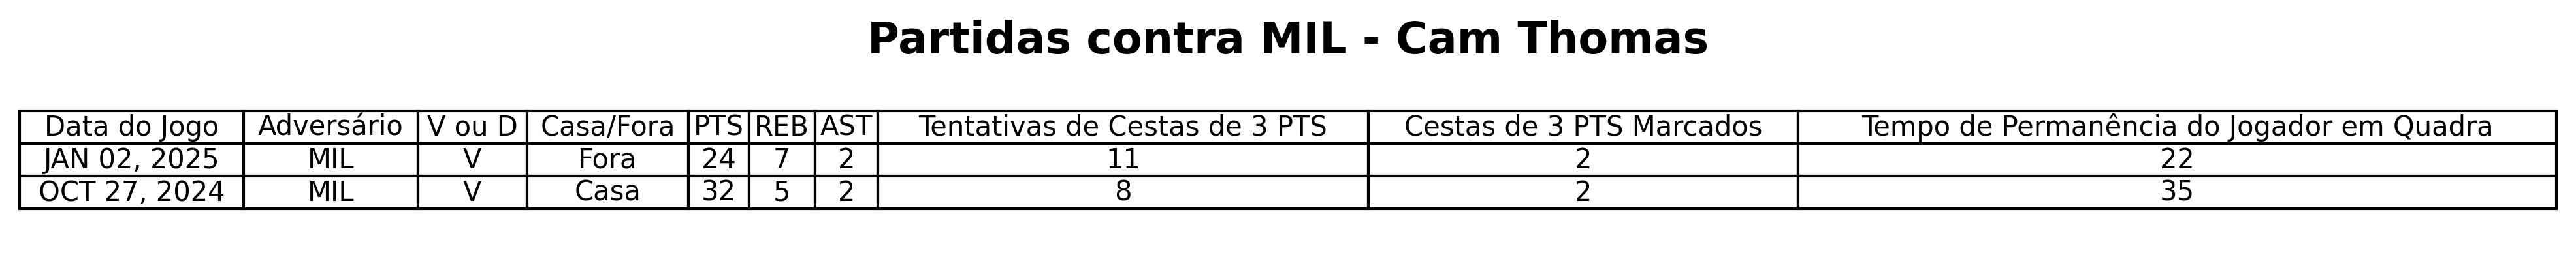 Partidas contra MIL - Cam Thomas
Data do Jogo Adversário V ou D Casa/Fora PTS REB AST Tentativas de Cestas de 3 PTS Cestas de 3 PTS Marcados Tempo de Permanência do Jogador em Quadra
JAN 02, 2025 MIL V Fora 24 7 2 11 2 22
OCT 27, 2024 MIL V Casa 32 5 2 8 2 35